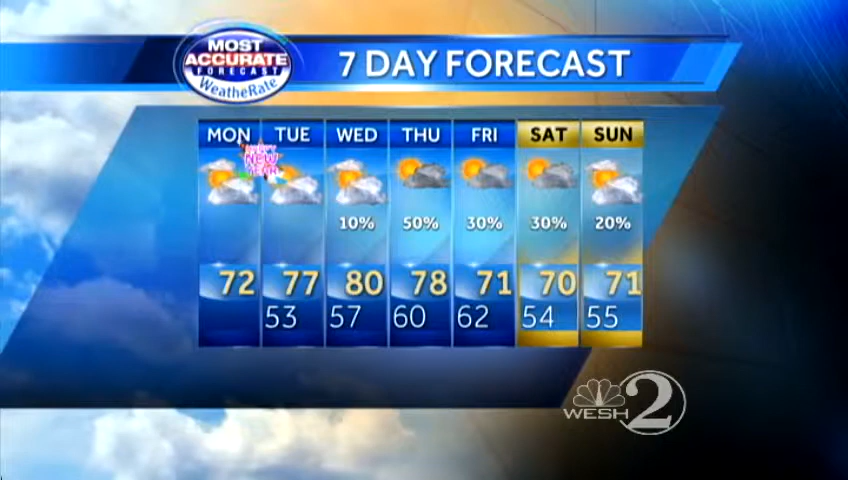 MOST
ACCURATE
FORECAST
WeatheRate
7 DAY FORECAST
MON TUE WED THU FRI SAT SUN
HAPPY
NEW
YEAR
10% 50% 30% 30% 20%
72 77 80 78 71 70 71
53 57 60 62 54 55
WESH 2